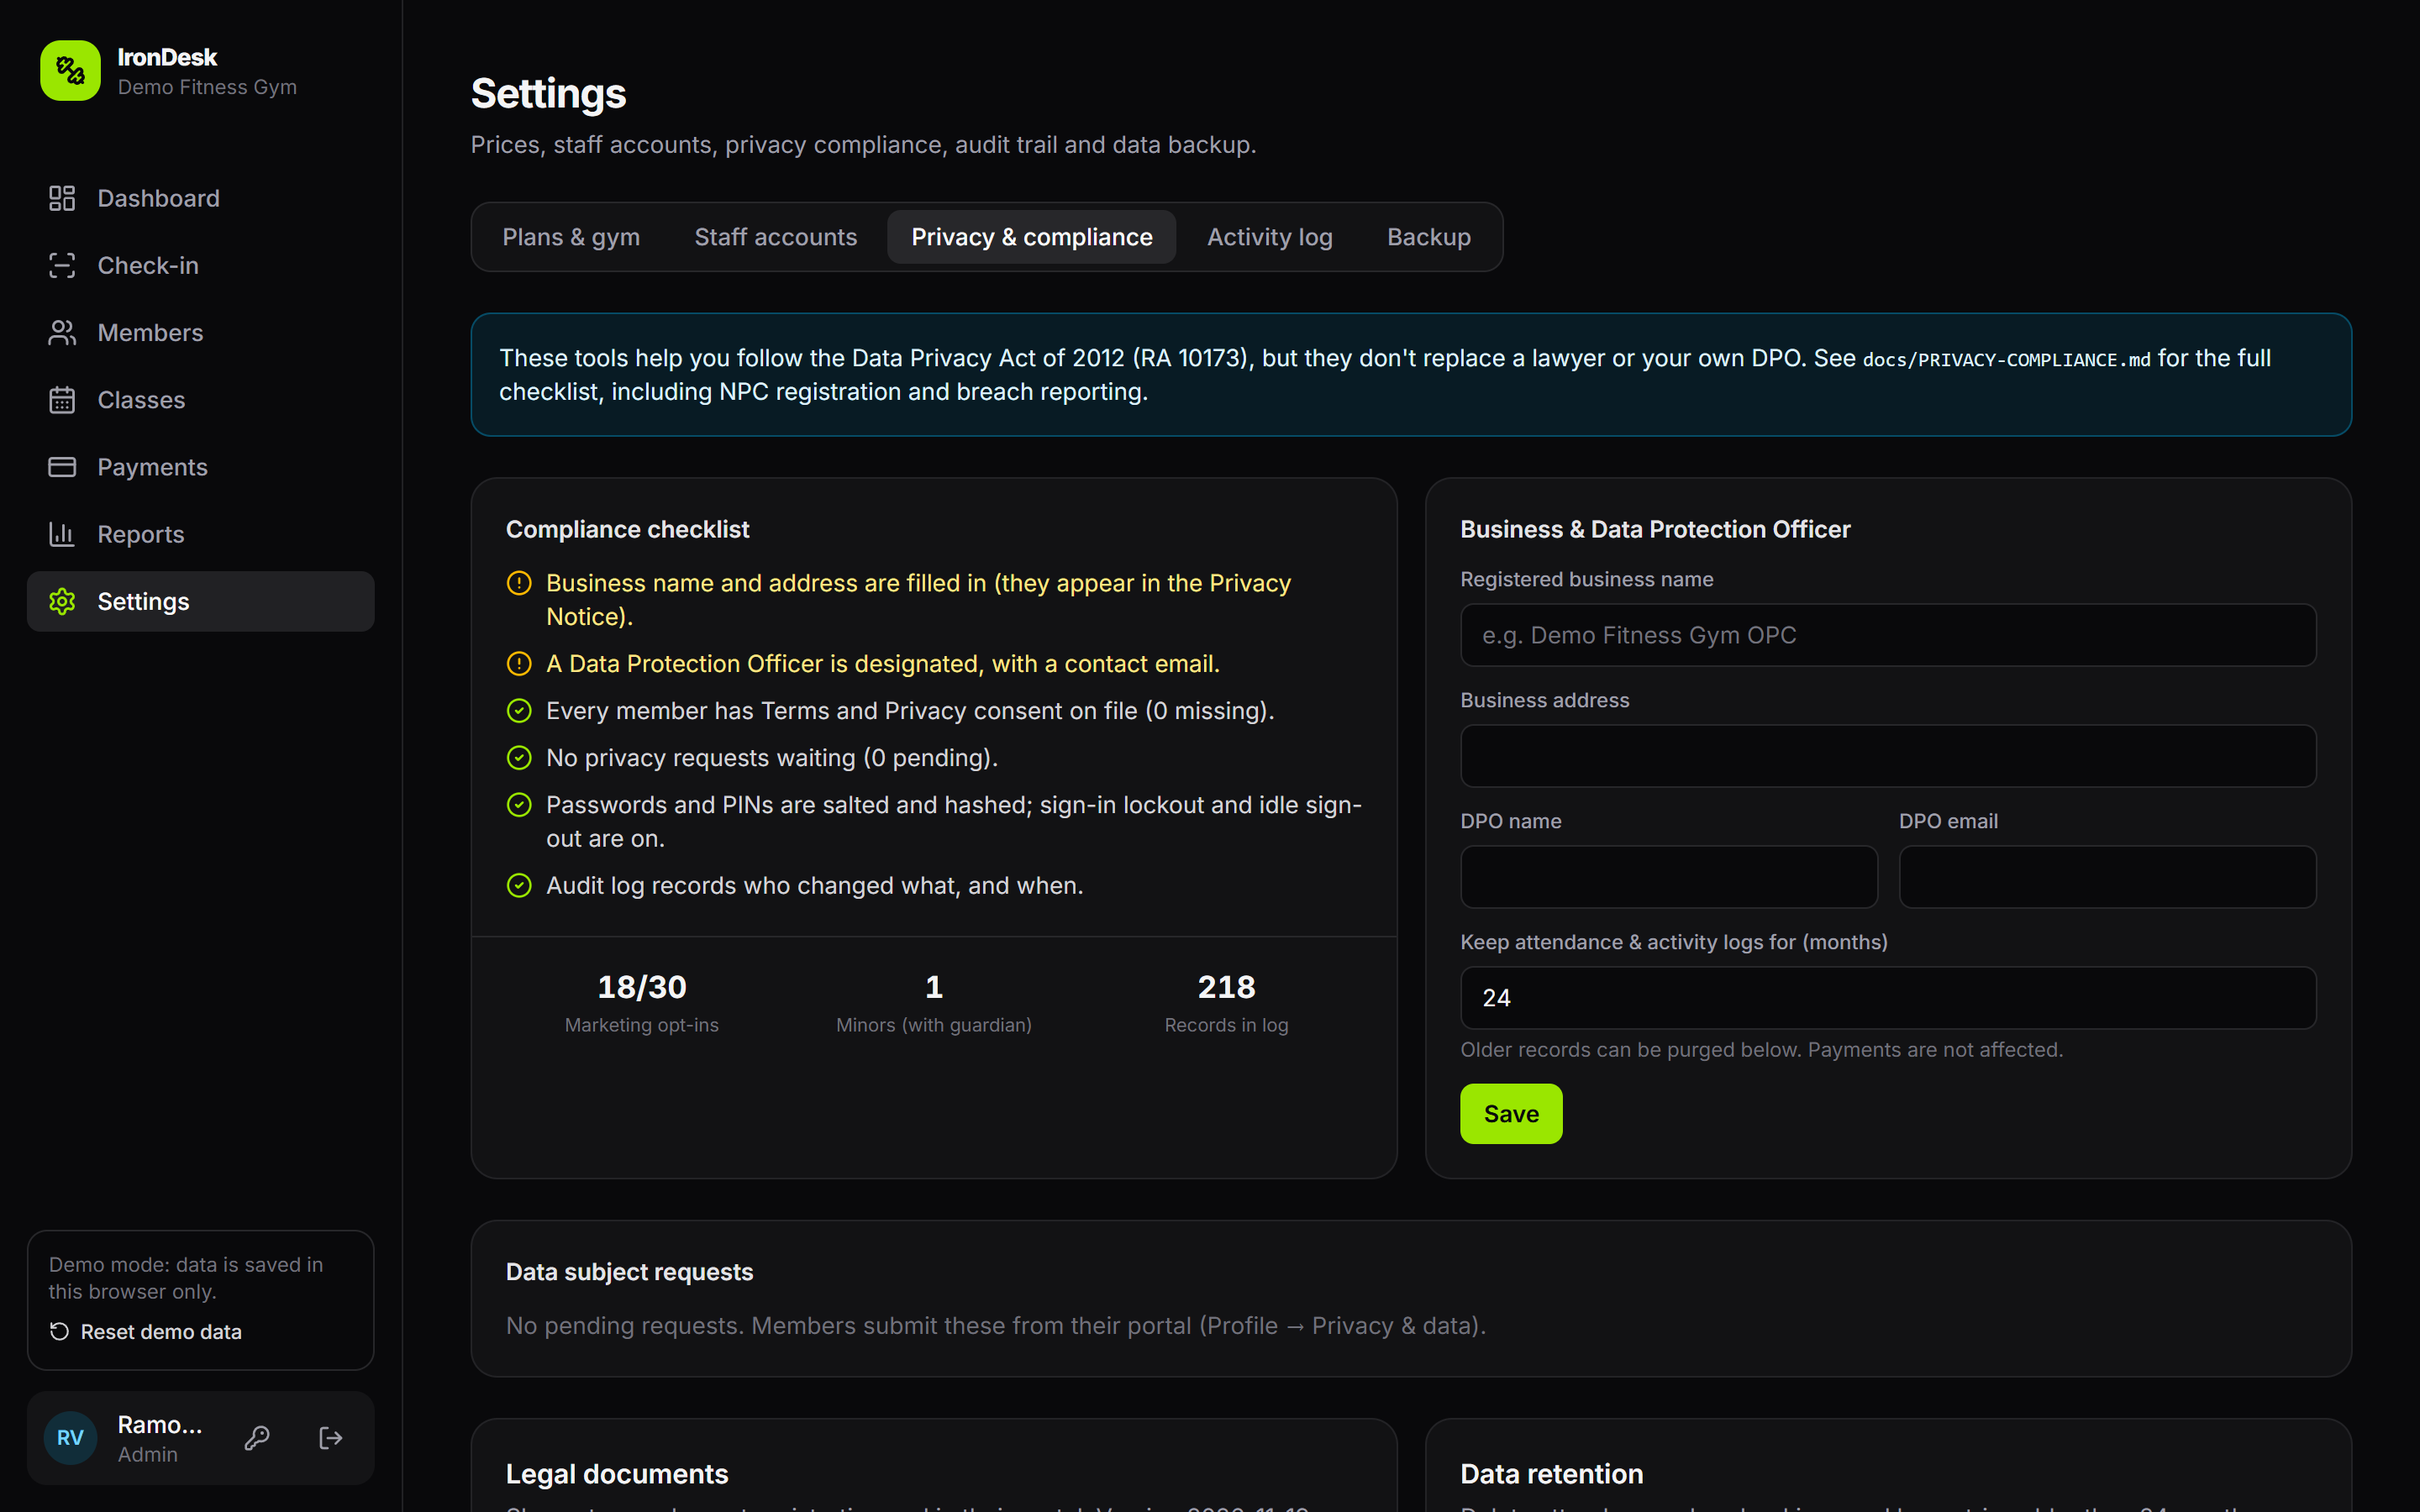 IronDesk
Demo Fitness Gym
Dashboard
Check-in
Members
Classes
Payments
Reports
Settings
Demo mode: data is saved in
this browser only.
Reset demo data
RV
Ramo...
Admin
Settings
Prices, staff accounts, privacy compliance, audit trail and data backup.
Plans & gym
Staff accounts
Privacy & compliance
Activity log
Backup
These tools help you follow the Data Privacy Act of 2012 (RA 10173), but they don't replace a lawyer or your own DPO. See docs/PRIVACY-COMPLIANCE.md for the full
checklist, including NPC registration and breach reporting.
Compliance checklist
Business name and address are filled in (they appear in the Privacy
Notice).
A Data Protection Officer is designated, with a contact email.
Every member has Terms and Privacy consent on file (0 missing).
No privacy requests waiting (0 pending).
Passwords and PINs are salted and hashed; sign-in lockout and idle sign-
out are on.
Audit log records who changed what, and when.
18/30
Marketing opt-ins
1
Minors (with guardian)
218
Records in log
Business & Data Protection Officer
Registered business name
e.g. Demo Fitness Gym OPC
Business address
DPO name
DPO email
Keep attendance & activity logs for (months)
24
Older records can be purged below. Payments are not affected.
Save
Data subject requests
No pending requests. Members submit these from their portal (Profile → Privacy & data).
Legal documents
Data retention